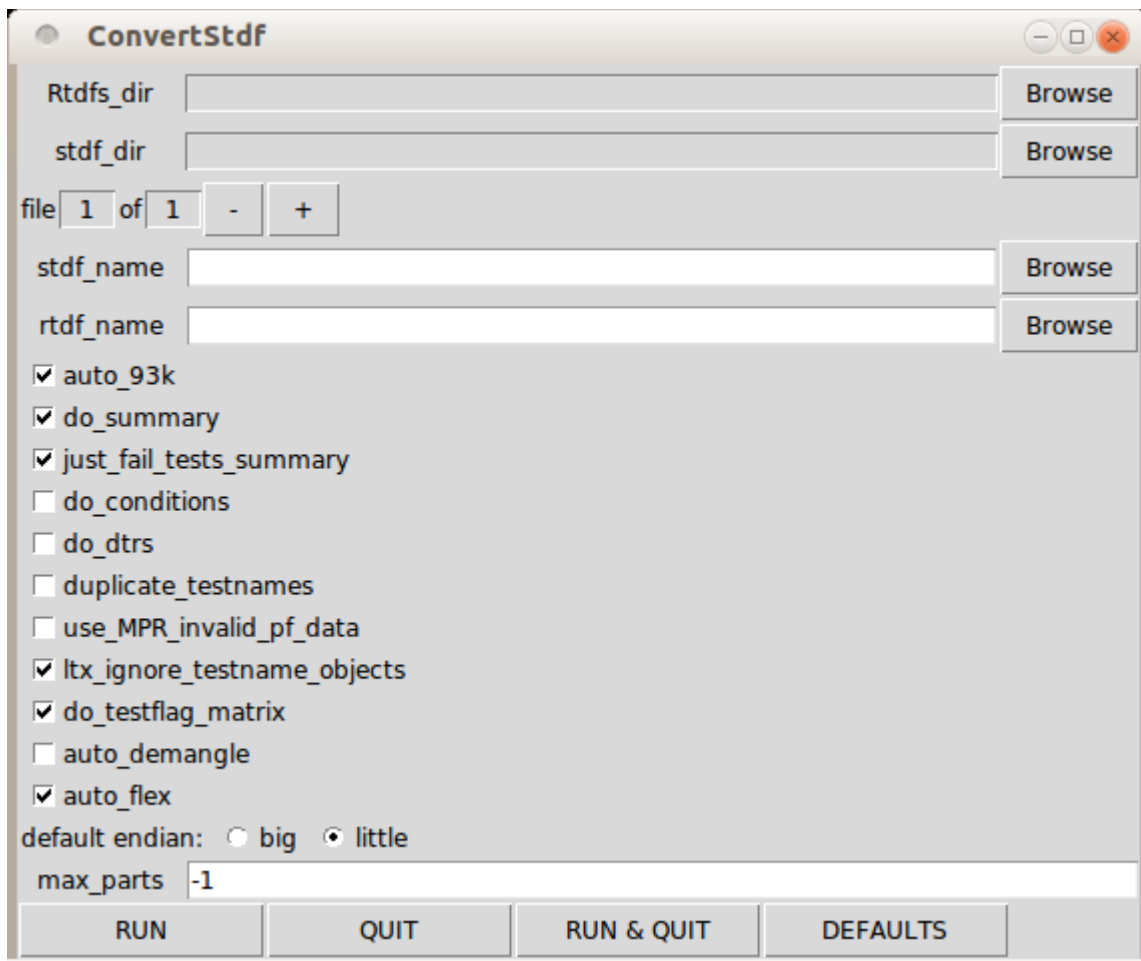 ConvertStdf
Rtdfs_dir Browse
stdf_dir Browse
file 1 of 1 - +
stdf_name Browse
rtdf_name Browse
auto_93k
do_summary
just_fail_tests_summary
do_conditions
do_dtrs
duplicate_testnames
use_MPR_invalid_pf_data
ltx_ignore_testname_objects
do_testflag_matrix
auto_demangle
auto_flex
default endian: big little
max_parts -1
RUN QUIT RUN & QUIT DEFAULTS